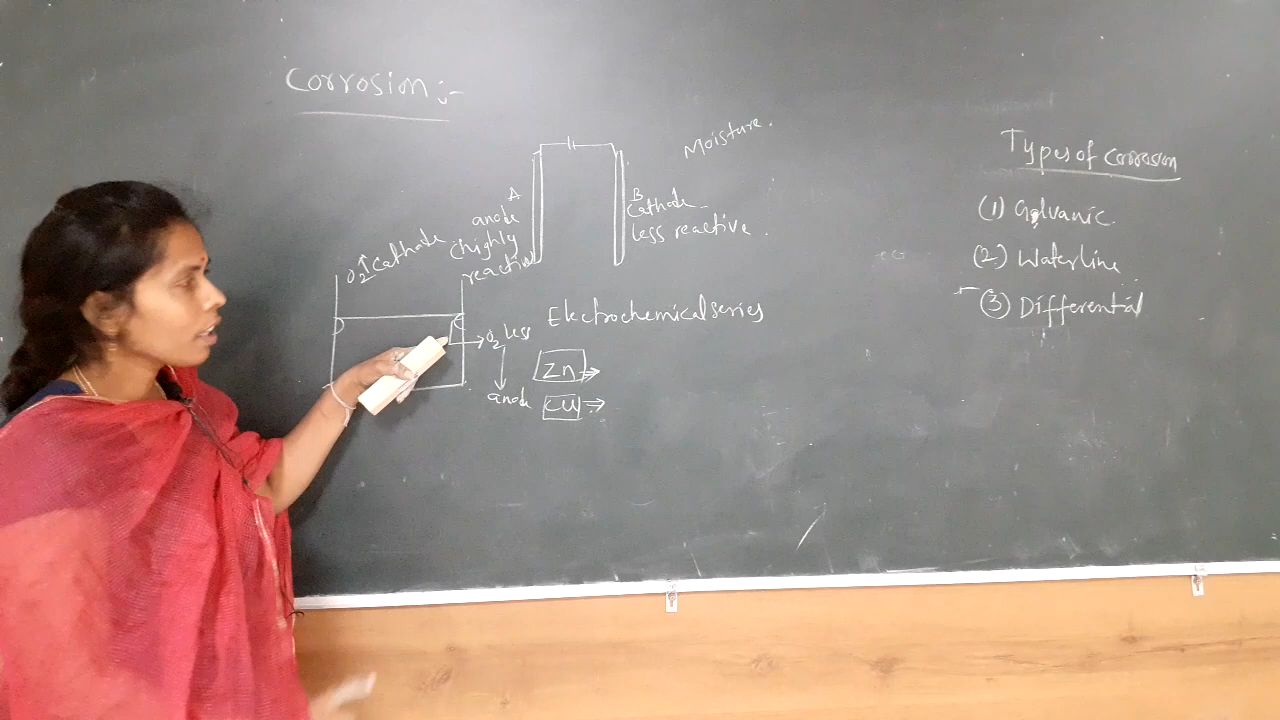 Corrosion :-
Moisture.
A
anode
(highly
reactive
B
Cathode
less reactive.
O2↑ Cathode
O2 less
anode
Electrochemical series
Zn
Cu
Types of Corrosion
(1) Galvanic.
(2) Waterline
(3) Differential